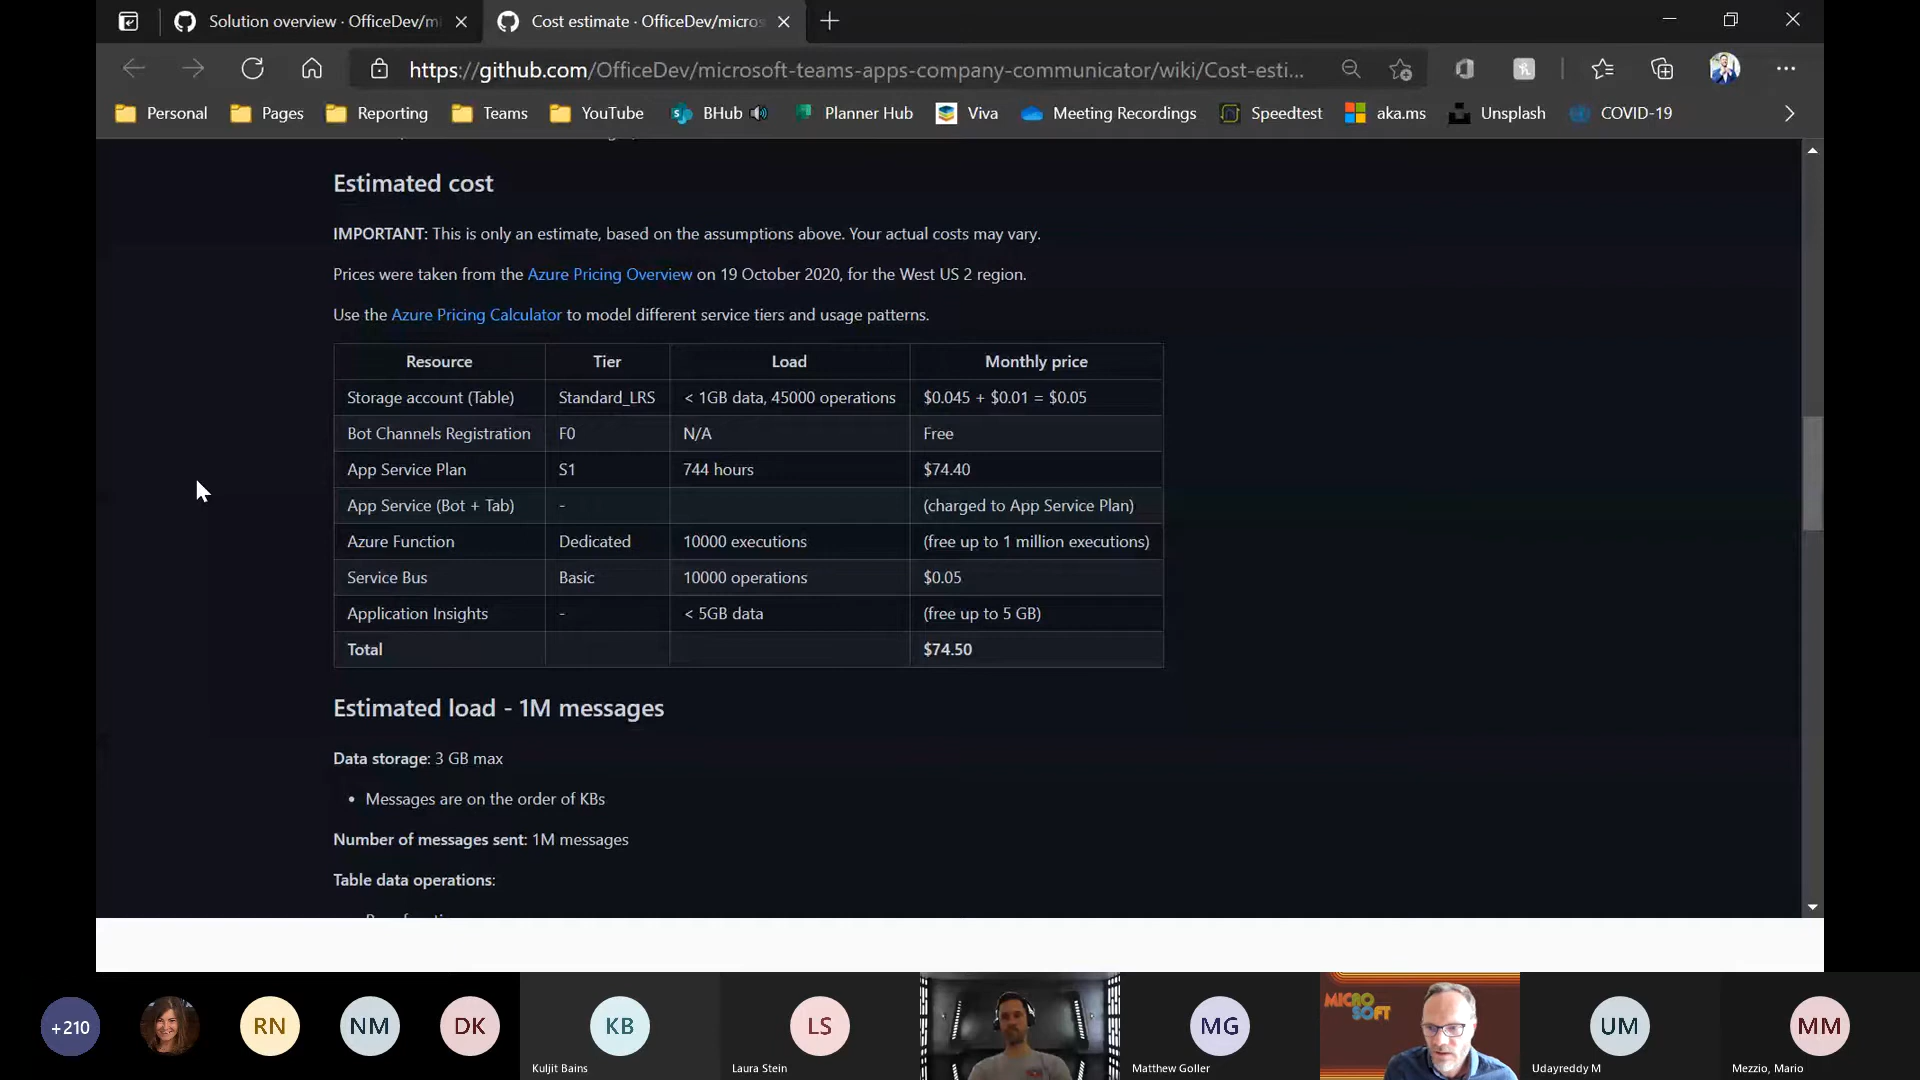 Solution overview · OfficeDev/mi
Cost estimate · OfficeDev/micros
https://github.com/OfficeDev/microsoft-teams-apps-company-communicator/wiki/Cost-esti...
Personal
Pages
Reporting
Teams
YouTube
BHub
Planner Hub
Viva
Meeting Recordings
Speedtest
aka.ms
Unsplash
COVID-19
Estimated cost
IMPORTANT: This is only an estimate, based on the assumptions above. Your actual costs may vary.
Prices were taken from the Azure Pricing Overview on 19 October 2020, for the West US 2 region.
Use the Azure Pricing Calculator to model different service tiers and usage patterns.
Resource Tier Load Monthly price
Storage account (Table) Standard_LRS < 1GB data, 45000 operations $0.045 + $0.01 = $0.05
Bot Channels Registration F0 N/A Free
App Service Plan S1 744 hours $74.40
App Service (Bot + Tab) - (charged to App Service Plan)
Azure Function Dedicated 10000 executions (free up to 1 million executions)
Service Bus Basic 10000 operations $0.05
Application Insights - < 5GB data (free up to 5 GB)
Total $74.50
Estimated load - 1M messages
Data storage: 3 GB max
• Messages are on the order of KBs
Number of messages sent: 1M messages
Table data operations:
+210
RN
NM
DK
KB
LS
MG
MICRO
SOFT
UM
MM
Kuljit Bains
Laura Stein
Matthew Goller
Udayreddy M
Mezzio, Mario